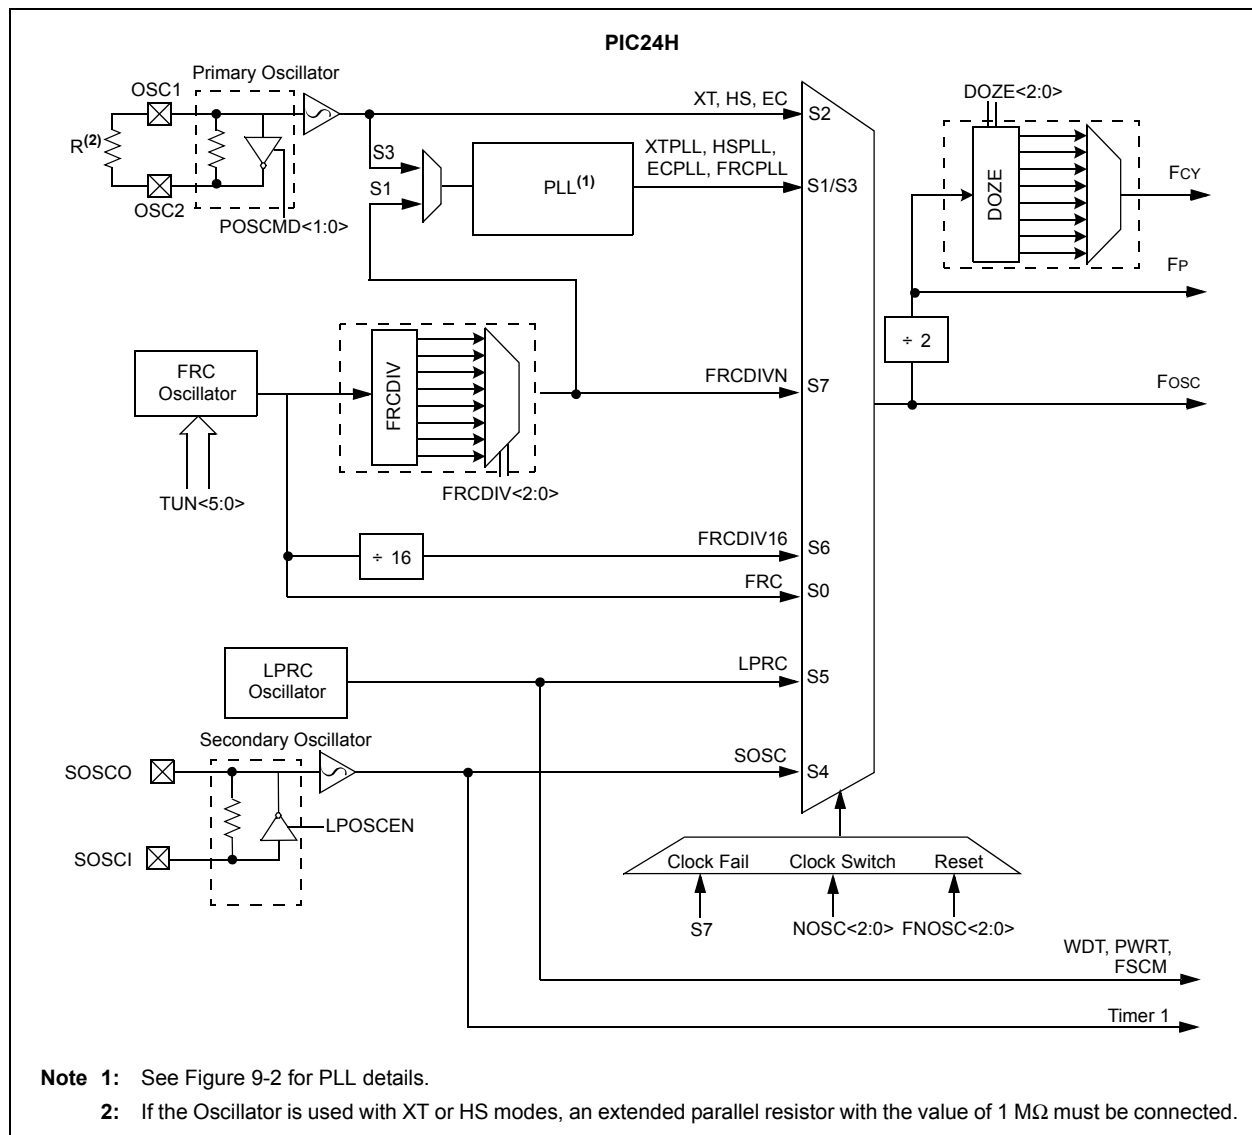 PIC24H
Primary Oscillator
OSC1
R(2)
OSC2
POSCMD<1:0>
S3
S1
PLL(1)
XT, HS, EC
XTPLL, HSPLL,
ECPLL, FRCPLL
S2
S1/S3
DOZE<2:0>
DOZE
FCY
FP
÷ 2
FOSC
FRC
Oscillator
TUN<5:0>
FRCDIV
FRCDIV<2:0>
FRCDIVN
S7
÷ 16
FRCDIV16
S6
FRC
S0
LPRC
Oscillator
LPRC
S5
Secondary Oscillator
SOSCO
SOSCI
LPOSCEN
SOSC
S4
Clock Fail
Clock Switch
Reset
S7
NOSC<2:0>
FNOSC<2:0>
WDT, PWRT,
FSCM
Timer 1
Note 1: See Figure 9-2 for PLL details.
2: If the Oscillator is used with XT or HS modes, an extended parallel resistor with the value of 1 MΩ must be connected.